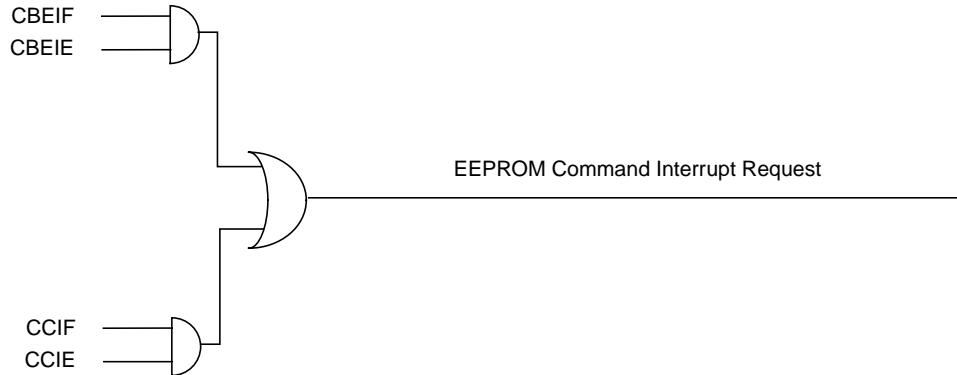 CBEIF
CBEIE
EEPROM Command Interrupt Request
CCIF
CCIE